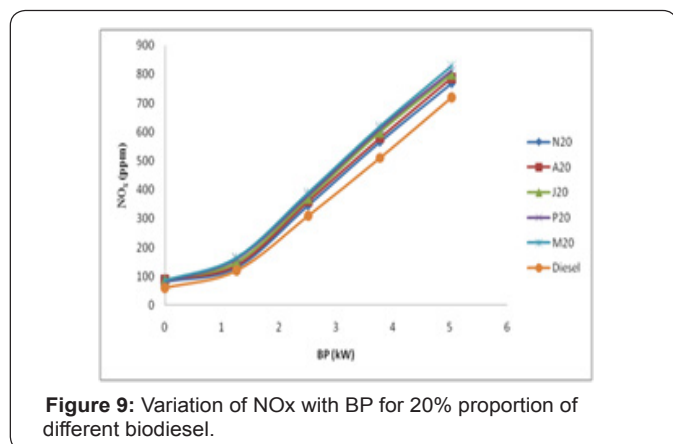 900
800
700
600
500
400
300
200
100
0
NOx (ppm)
0 1 2 3 4 5 6
BP(kW)
N20
A20
J20
P20
M20
Diesel
Figure 9: Variation of NOx with BP for 20% proportion of
different biodiesel.